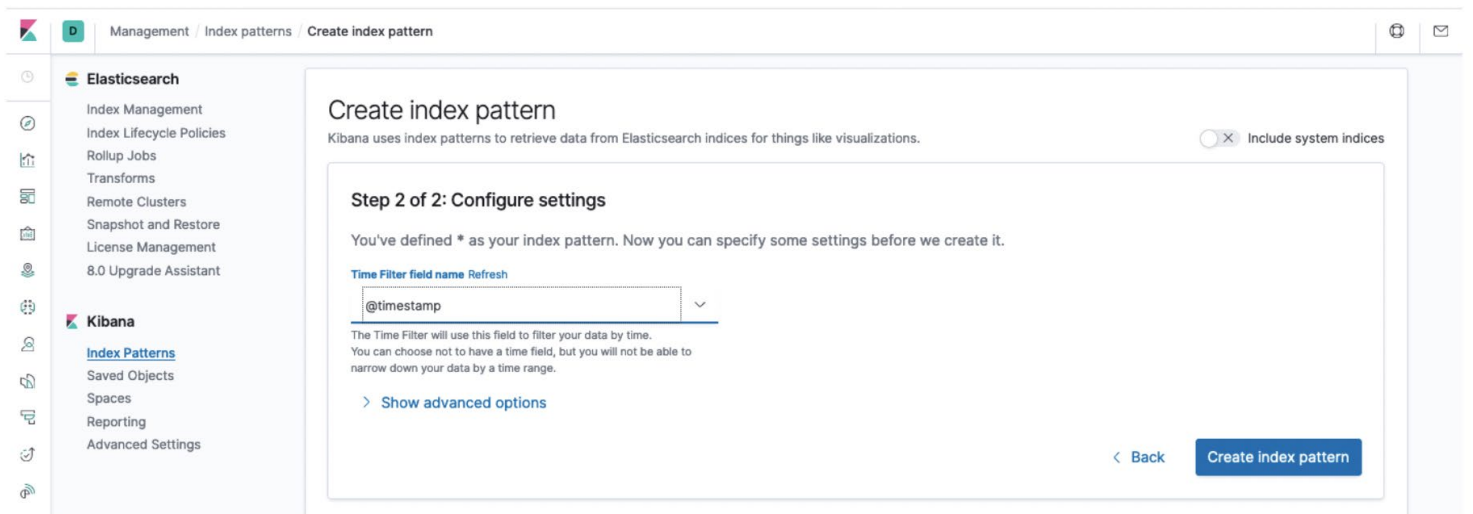 D Management / Index patterns / Create index pattern
Elasticsearch
Index Management
Index Lifecycle Policies
Rollup Jobs
Transforms
Remote Clusters
Snapshot and Restore
License Management
8.0 Upgrade Assistant
Kibana
Index Patterns
Saved Objects
Spaces
Reporting
Advanced Settings
Create index pattern
Kibana uses index patterns to retrieve data from Elasticsearch indices for things like visualizations.
Include system indices
Step 2 of 2: Configure settings
You've defined * as your index pattern. Now you can specify some settings before we create it.
Time Filter field name Refresh
@timestamp
The Time Filter will use this field to filter your data by time.
You can choose not to have a time field, but you will not be able to
narrow down your data by a time range.
> Show advanced options
< Back
Create index pattern